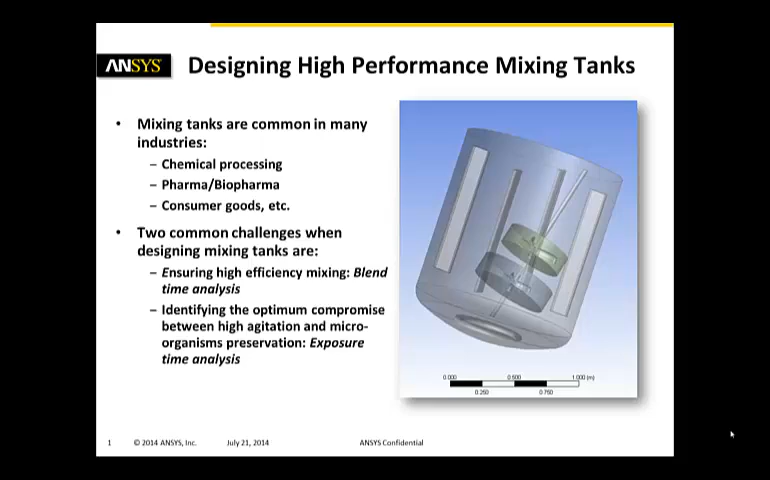 ANSYS
Designing High Performance Mixing Tanks
• Mixing tanks are common in many
industries:
– Chemical processing
– Pharma/Biopharma
– Consumer goods, etc.
• Two common challenges when
designing mixing tanks are:
– Ensuring high efficiency mixing: Blend
time analysis
– Identifying the optimum compromise
between high agitation and micro-
organisms preservation: Exposure
time analysis
0.000 0.500 1.000 (m)
0.250 0.750
1 © 2014 ANSYS, Inc. July 21, 2014 ANSYS Confidential